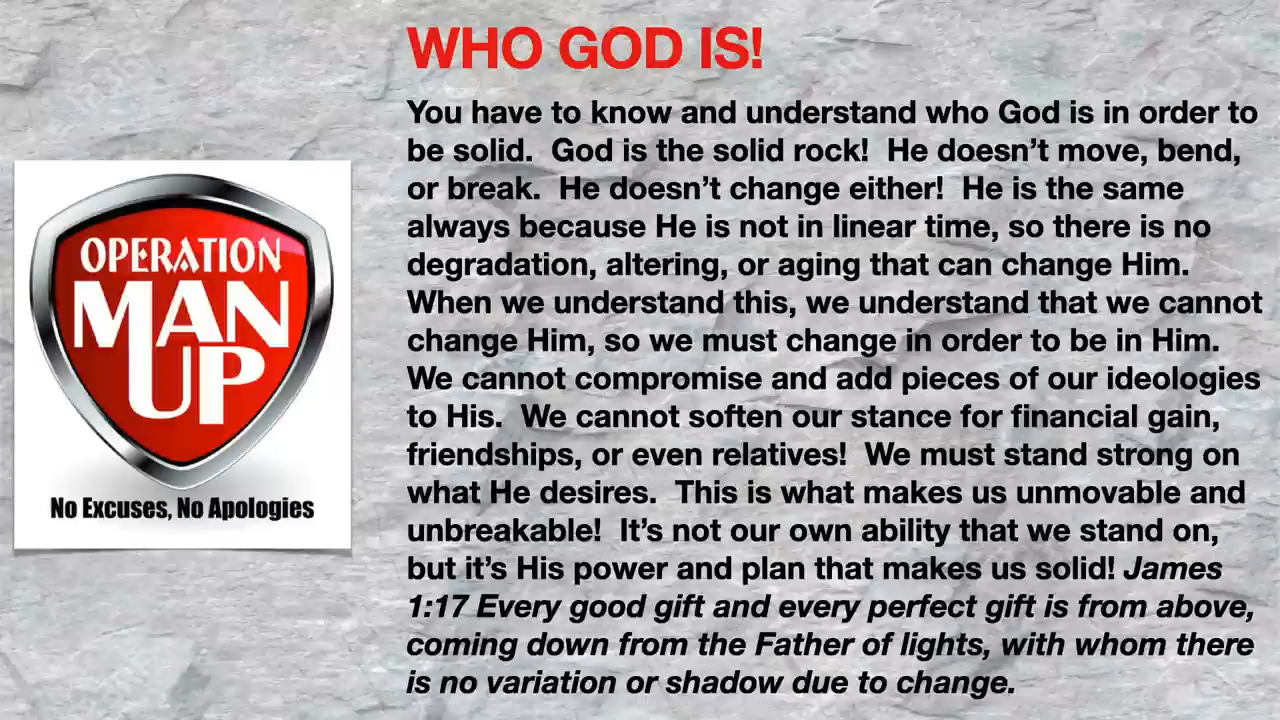 WHO GOD IS!
You have to know and understand who God is in order to
be solid.  God is the solid rock!  He doesn't move, bend,
or break.  He doesn't change either!  He is the same
always because He is not in linear time, so there is no
degradation, altering, or aging that can change Him.
When we understand this, we understand that we cannot
change Him, so we must change in order to be in Him.
We cannot compromise and add pieces of our ideologies
to His.  We cannot soften our stance for financial gain,
friendships, or even relatives!  We must stand strong on
what He desires.  This is what makes us unmovable and
unbreakable!  It's not our own ability that we stand on,
but it's His power and plan that makes us solid! James
1:17 Every good gift and every perfect gift is from above,
coming down from the Father of lights, with whom there
is no variation or shadow due to change.
OPERATION
MAN
UP
No Excuses, No Apologies